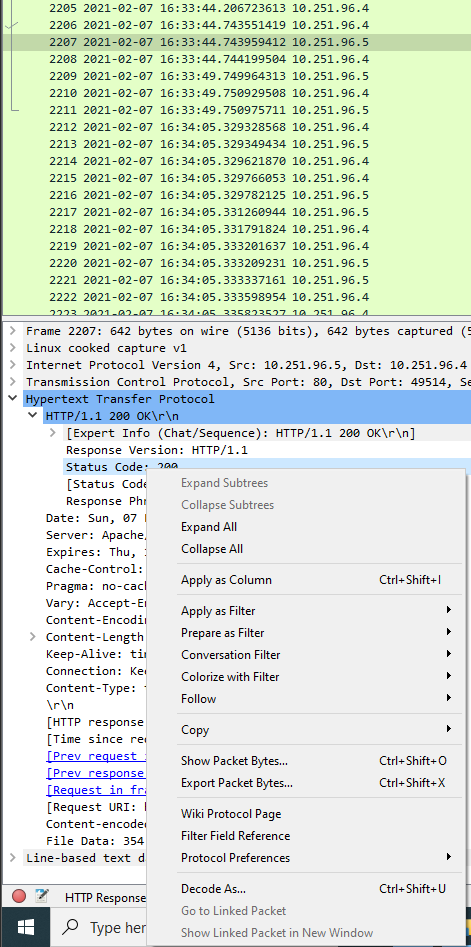 2205 2021-02-07 16:33:44.206723613 10.251.96.4
2206 2021-02-07 16:33:44.743551419 10.251.96.4
2207 2021-02-07 16:33:44.743959412 10.251.96.5
2208 2021-02-07 16:33:44.744199504 10.251.96.4
2209 2021-02-07 16:33:49.749964313 10.251.96.5
2210 2021-02-07 16:33:49.750929508 10.251.96.4
2211 2021-02-07 16:33:49.750975711 10.251.96.5
2212 2021-02-07 16:34:05.329328568 10.251.96.4
2213 2021-02-07 16:34:05.329349434 10.251.96.5
2214 2021-02-07 16:34:05.329621870 10.251.96.4
2215 2021-02-07 16:34:05.329766053 10.251.96.4
2216 2021-02-07 16:34:05.329782125 10.251.96.5
2217 2021-02-07 16:34:05.331260944 10.251.96.5
2218 2021-02-07 16:34:05.331791824 10.251.96.4
2219 2021-02-07 16:34:05.333201637 10.251.96.4
2220 2021-02-07 16:34:05.333209231 10.251.96.5
2221 2021-02-07 16:34:05.333337161 10.251.96.5
2222 2021-02-07 16:34:05.333598954 10.251.96.4
2223 2021-02-07 16:34:05.335823527 10.251.96.4
Frame 2207: 642 bytes on wire (5136 bits), 642 bytes captured (5
Linux cooked capture v1
Internet Protocol Version 4, Src: 10.251.96.5, Dst: 10.251.96.4
Transmission Control Protocol, Src Port: 80, Dst Port: 49514, Se
Hypertext Transfer Protocol
HTTP/1.1 200 OK\r\n
[Expert Info (Chat/Sequence): HTTP/1.1 200 OK\r\n]
Response Version: HTTP/1.1
Status Code: 200
[Status Code
Response Phr
Date: Sun, 07
Server: Apache/
Expires: Thu,
Cache-Control:
Pragma: no-cac
Vary: Accept-En
Content-Encodin
Content-Length
Keep-Alive: tim
Connection: Kee
Content-Type: t
\r\n
[HTTP response
[Time since req
[Prev request
[Prev response
[Request in fra
[Request URI: h
Content-encoded
File Data: 354
Line-based text da
Expand Subtrees
Collapse Subtrees
Expand All
Collapse All
Apply as Column Ctrl+Shift+I
Apply as Filter
Prepare as Filter
Conversation Filter
Colorize with Filter
Follow
Copy
Show Packet Bytes... Ctrl+Shift+O
Export Packet Bytes... Ctrl+Shift+X
Wiki Protocol Page
Filter Field Reference
Protocol Preferences
Decode As... Ctrl+Shift+U
Go to Linked Packet
Show Linked Packet in New Window
HTTP Response
Type her